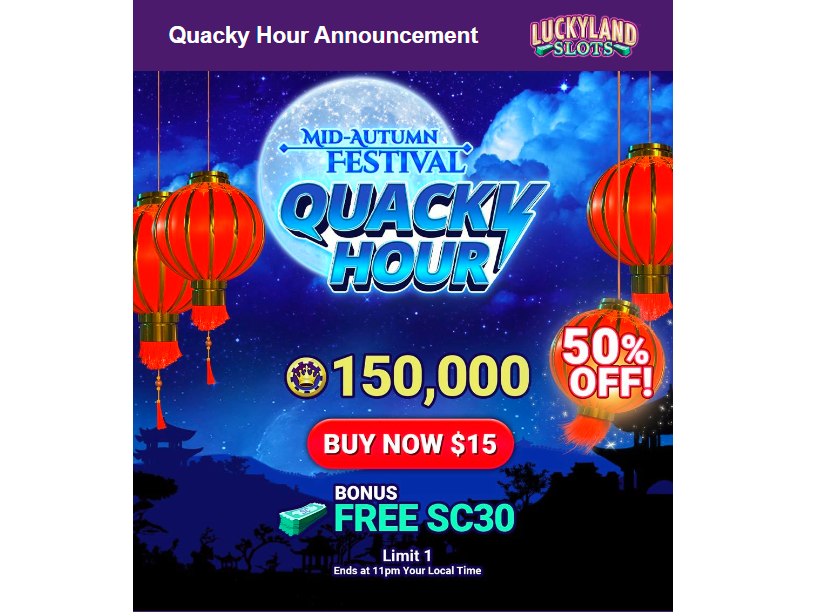 Quacky Hour Announcement
LUCKYLAND
SLOTS
MID-AUTUMN
FESTIVAL
QUACKY
HOUR
150,000
50%
OFF!
BUY NOW $15
BONUS
FREE SC30
Limit 1
Ends at 11pm Your Local Time